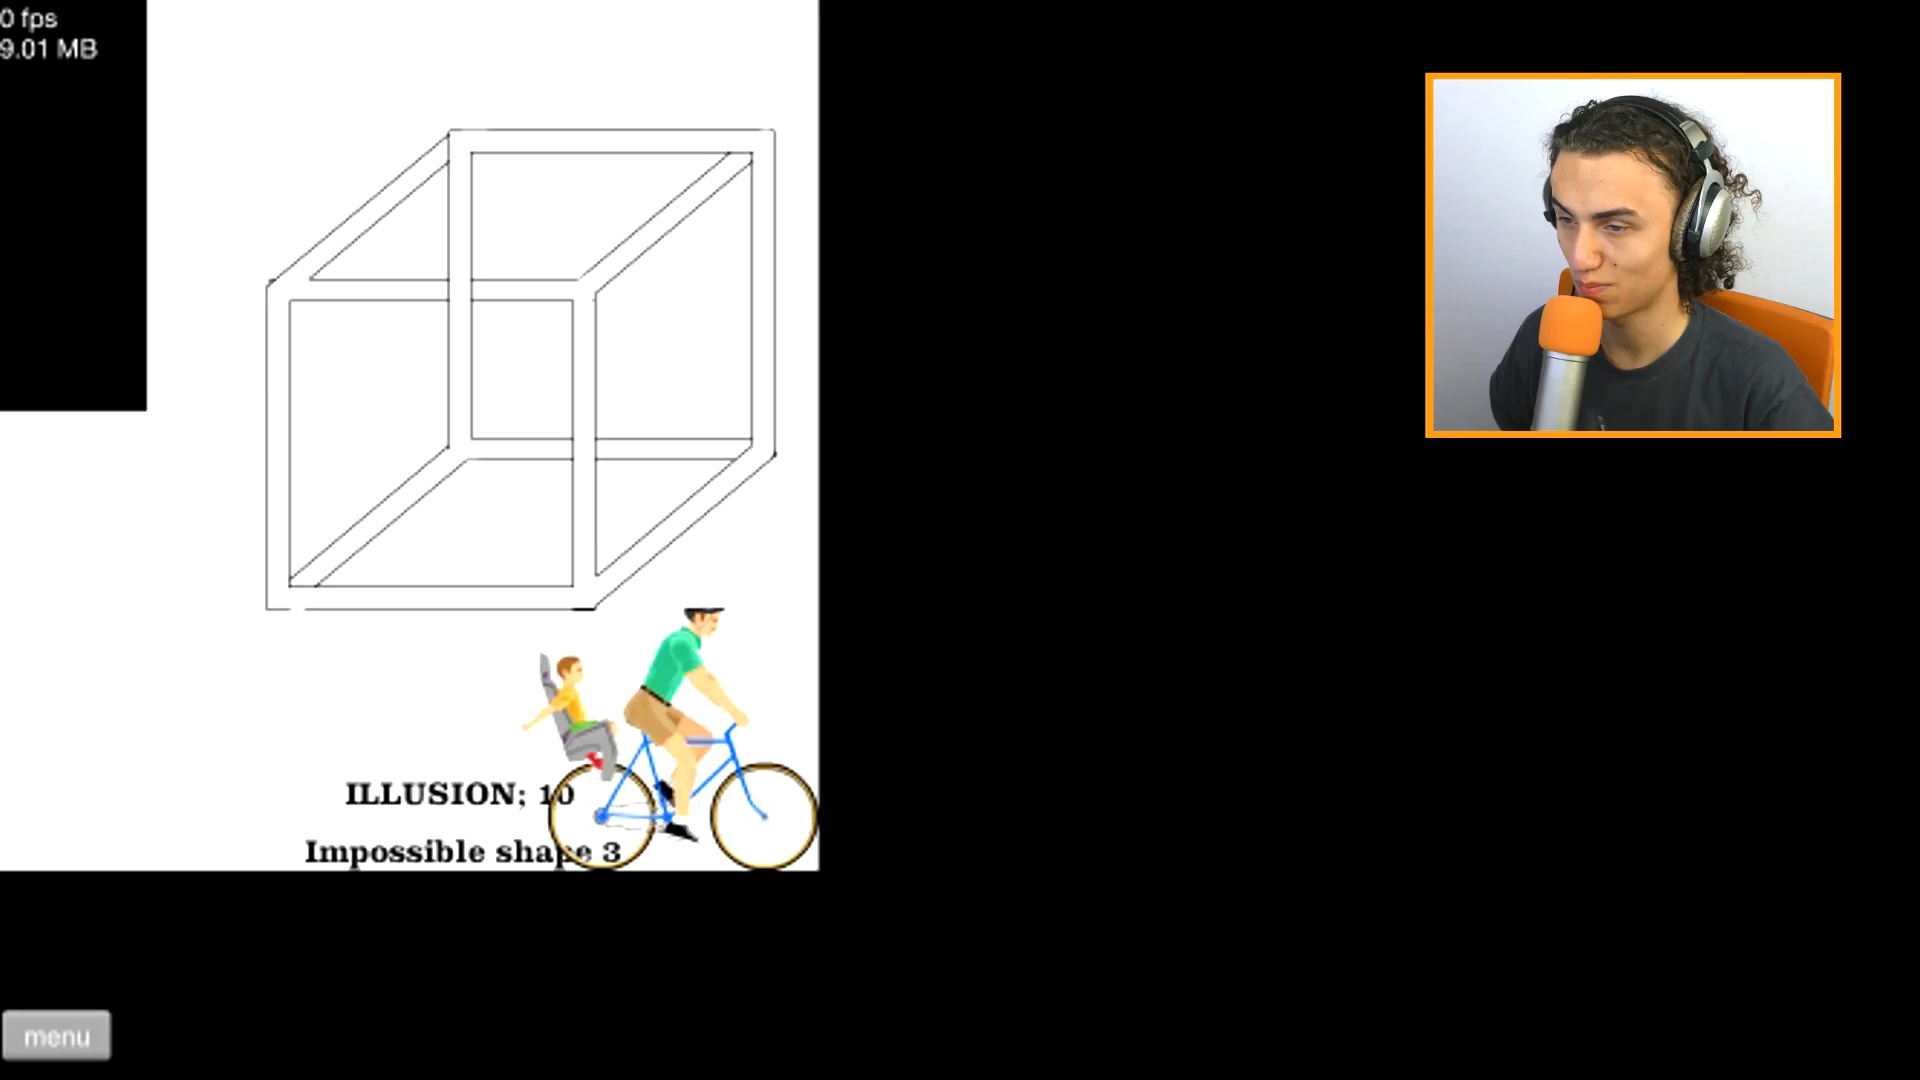 0 fps
9.01 MB
ILLUSION; 10
Impossible shape 3
menu